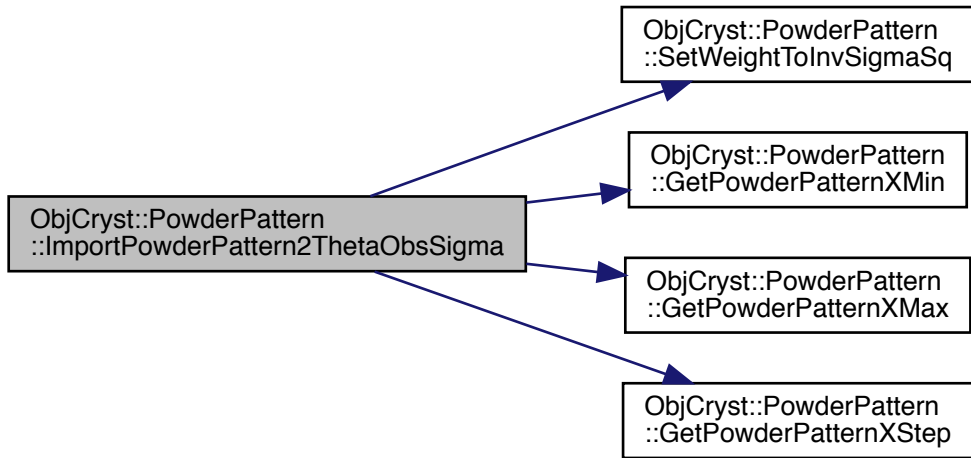 ObjCryst::PowderPattern
::SetWeightToInvSigmaSq
ObjCryst::PowderPattern
::GetPowderPatternXMin
ObjCryst::PowderPattern
::ImportPowderPattern2ThetaObsSigma
ObjCryst::PowderPattern
::GetPowderPatternXMax
ObjCryst::PowderPattern
::GetPowderPatternXStep